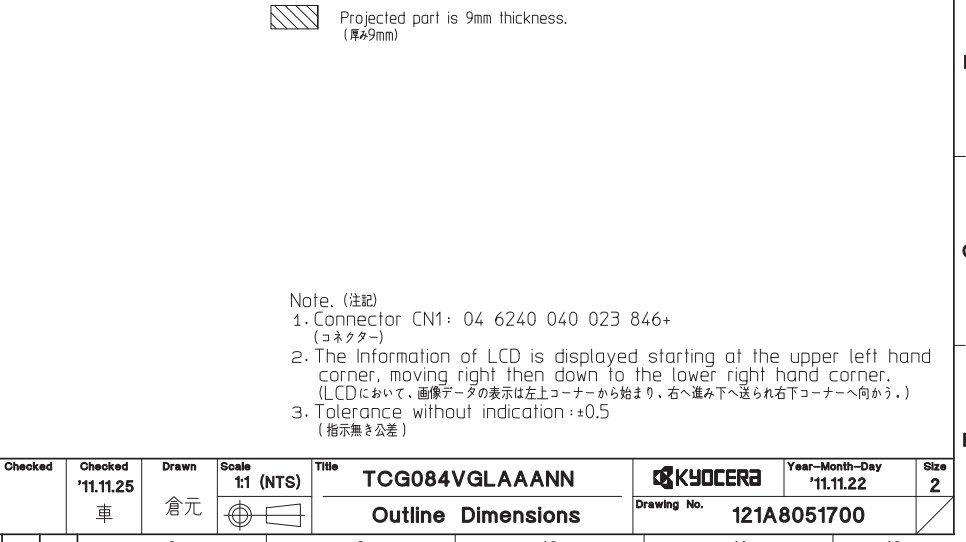 Projected part is 9mm thickness.
(厚み9mm)
Note. (注記)
1. Connector CN1: 04 6240 040 023 846+
(コネクター)
2. The Information of LCD is displayed starting at the upper left hand
corner, moving right then down to the lower right hand corner.
(LCDにおいて、画像データの表示は左上コーナーから始まり、右へ進み下へ送られ右下コーナーへ向かう.)
3. Tolerance without indication:±0.5
(指示無き公差)
Checked
Checked
'11.11.25
車
Drawn
倉元
Scale
1:1 (NTS)
Title
TCG084VGLAAANN
Outline Dimensions
KYOCERA
Year-Month-Day
'11.11.22
Size
2
Drawing No.
121A8051700